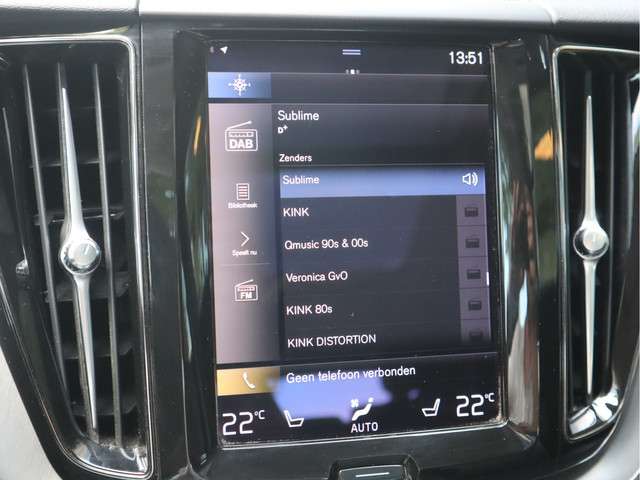 13:51
Sublime
D+
DAB
Zenders
Sublime
KINK
Bibliotheek
Qmusic 90s & 00s
Speelt nu
Veronica GvO
FM
KINK 80s
KINK DISTORTION
Geen telefoon verbonden
22°C
AUTO
22°C